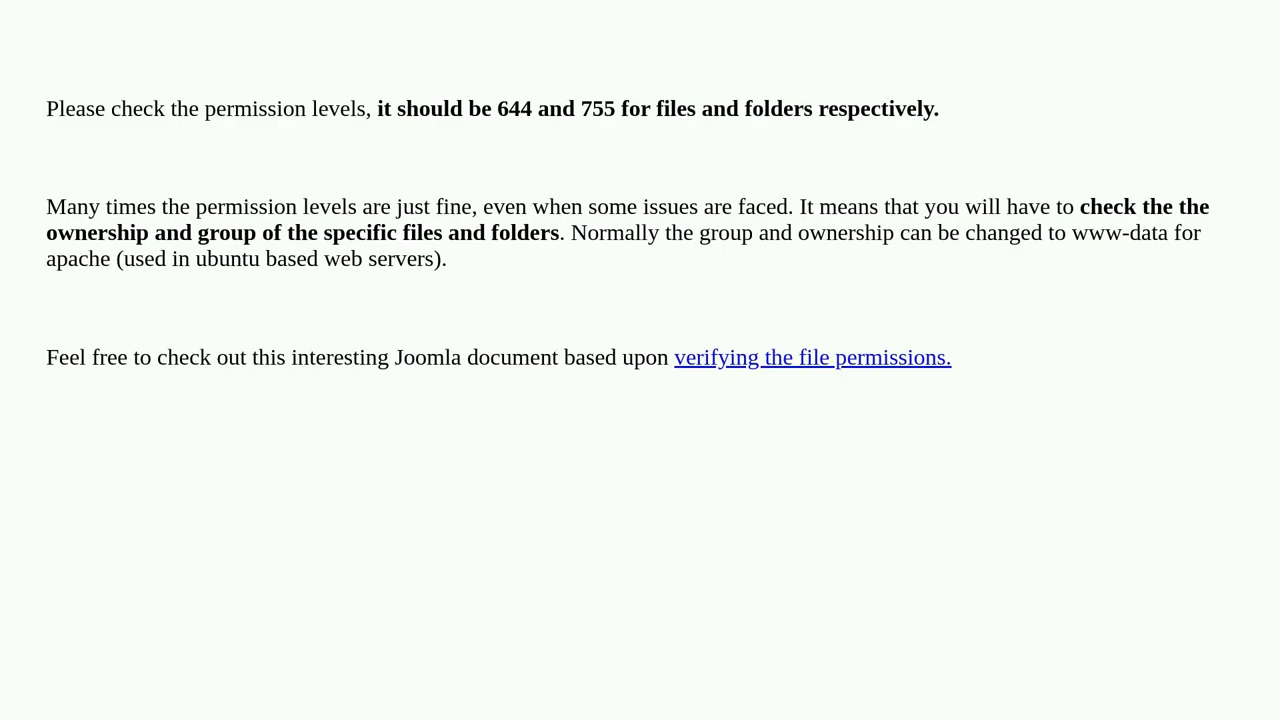 Please check the permission levels, it should be 644 and 755 for files and folders respectively.
Many times the permission levels are just fine, even when some issues are faced. It means that you will have to check the the
ownership and group of the specific files and folders. Normally the group and ownership can be changed to www-data for
apache (used in ubuntu based web servers).
Feel free to check out this interesting Joomla document based upon verifying the file permissions.